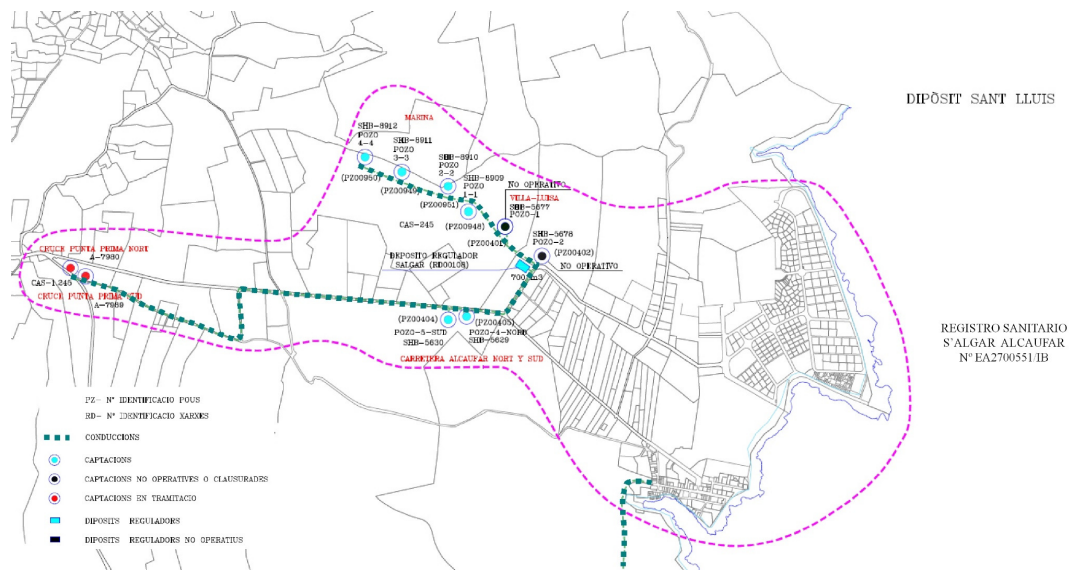 DIPÒSIT SANT LLUIS
MARINA
SHB-8912
POZO
4-4
(PZ00950)
SHB-8911
POZO
3-3
(PZ00949)
SHB-8910
POZO
2-2
(PZ00951)
SHB-8909
POZO
1-1
(PZ00948)
CAS-245
NO OPERATIVO
VILLA-LUISA
SHB-5677
POZO-1
(PZ00401)
SHB-5678
POZO-2
(PZ00402)
NO OPERATIVO
DEPOSITO REGULADOR
SALGAR (RD00108)
700 m3
CRUCE PUNTA PRIMA NORT
A-7980
CAS-1.245
CRUCE PUNTA PRIMA SUD
A-7989
(PZ00404)
(PZ00405)
POZO-5-SUD
SHB-5630
POZO-4-NORD
SHB-5629
CARRETERA ALCAUFAR NORT Y SUD
REGISTRO SANITARIO
S'ALGAR ALCAUFAR
Nº EA2700551/IB
PZ- Nº IDENTIFICACIO POUS
RD- Nº IDENTIFICACIO XARXES
CONDUCCIONS
CAPTACIONS
CAPTACIONS NO OPERATIVES O CLAUSURADES
CAPTACIONS EN TRAMITACIO
DIPOSITS REGULADORS
DIPOSITS REGULADORS NO OPERATIUS